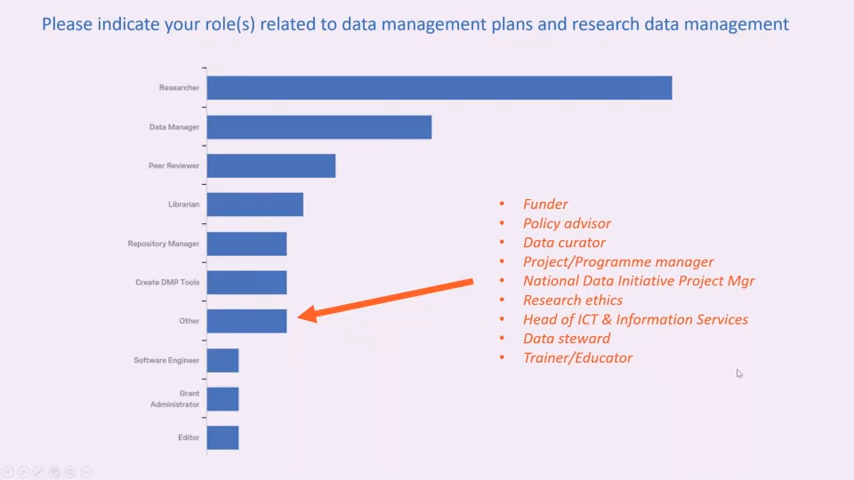 Please indicate your role(s) related to data management plans and research data management
Researcher
Data Manager
Peer Reviewer
Librarian
Repository Manager
Create DMP Tools
Other
Software Engineer
Grant
Administrator
Editor
• Funder
• Policy advisor
• Data curator
• Project/Programme manager
• National Data Initiative Project Mgr
• Research ethics
• Head of ICT & Information Services
• Data steward
• Trainer/Educator